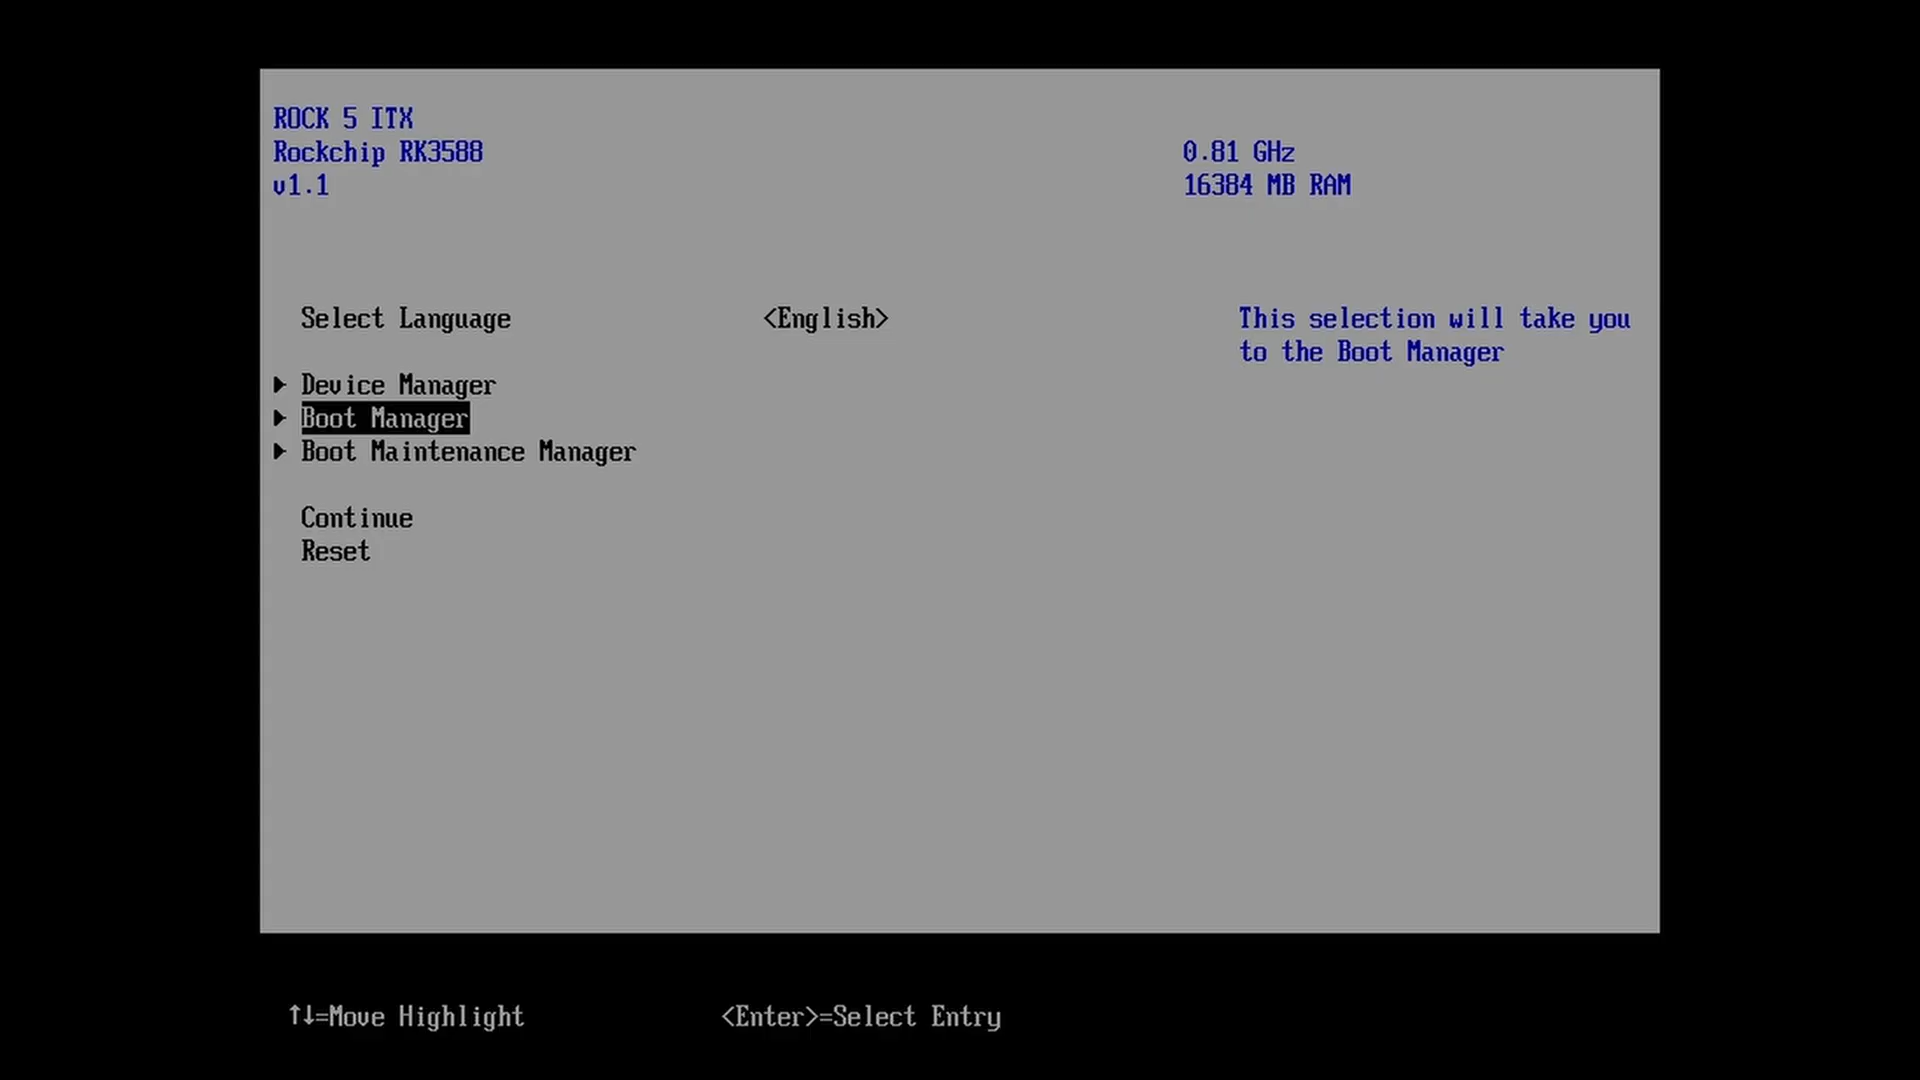 ROCK 5 ITX
Rockchip RK3588 0.81 GHz
v1.1 16384 MB RAM
Select Language <English> This selection will take you
to the Boot Manager
Device Manager
Boot Manager
Boot Maintenance Manager
Continue
Reset
↑↓=Move Highlight <Enter>=Select Entry